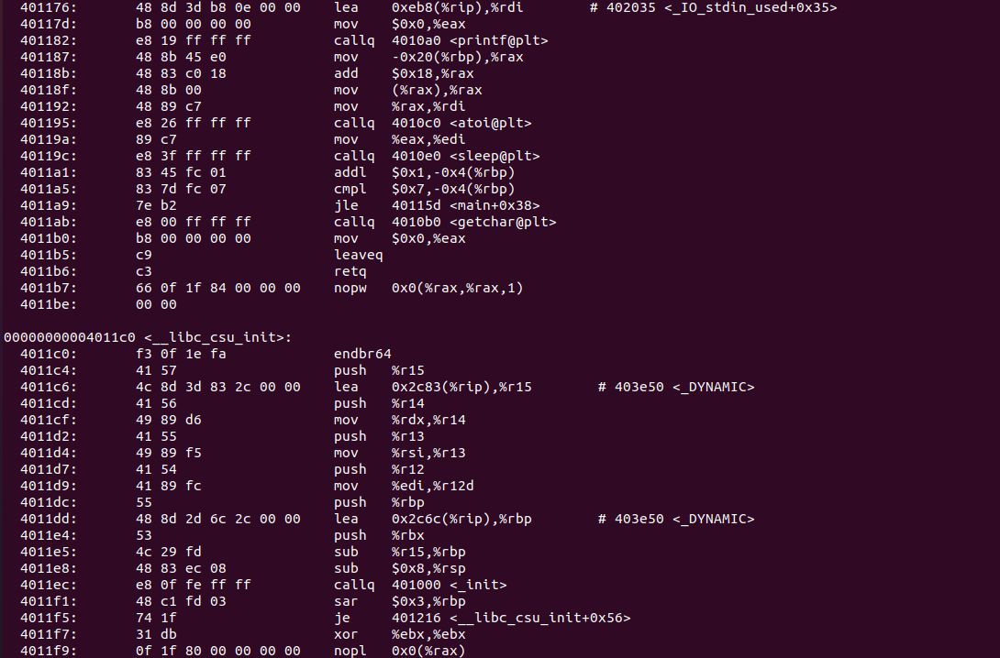 401176: 48 8d 3d b8 0e 00 00 lea 0xeb8(%rip),%rdi # 402035 <_IO_stdin_used+0x35>
40117d: b8 00 00 00 00 mov $0x0,%eax
401182: e8 19 ff ff ff callq 4010a0 <printf@plt>
401187: 48 8b 45 e0 mov -0x20(%rbp),%rax
40118b: 48 83 c0 18 add $0x18,%rax
40118f: 48 8b 00 mov (%rax),%rax
401192: 48 89 c7 mov %rax,%rdi
401195: e8 26 ff ff ff callq 4010c0 <atoi@plt>
40119a: 89 c7 mov %eax,%edi
40119c: e8 3f ff ff ff callq 4010e0 <sleep@plt>
4011a1: 83 45 fc 01 addl $0x1,-0x4(%rbp)
4011a5: 83 7d fc 07 cmpl $0x7,-0x4(%rbp)
4011a9: 7e b2 jle 40115d <main+0x38>
4011ab: e8 00 ff ff ff callq 4010b0 <getchar@plt>
4011b0: b8 00 00 00 00 mov $0x0,%eax
4011b5: c9 leaveq
4011b6: c3 retq
4011b7: 66 0f 1f 84 00 00 00 nopw 0x0(%rax,%rax,1)
4011be: 00 00
00000000004011c0 <__libc_csu_init>:
4011c0: f3 0f 1e fa endbr64
4011c4: 41 57 push %r15
4011c6: 4c 8d 3d 83 2c 00 00 lea 0x2c83(%rip),%r15 # 403e50 <_DYNAMIC>
4011cd: 41 56 push %r14
4011cf: 49 89 d6 mov %rdx,%r14
4011d2: 41 55 push %r13
4011d4: 49 89 f5 mov %rsi,%r13
4011d7: 41 54 push %r12
4011d9: 41 89 fc mov %edi,%r12d
4011dc: 55 push %rbp
4011dd: 48 8d 2d 6c 2c 00 00 lea 0x2c6c(%rip),%rbp # 403e50 <_DYNAMIC>
4011e4: 53 push %rbx
4011e5: 4c 29 fd sub %r15,%rbp
4011e8: 48 83 ec 08 sub $0x8,%rsp
4011ec: e8 0f fe ff ff callq 401000 <_init>
4011f1: 48 c1 fd 03 sar $0x3,%rbp
4011f5: 74 1f je 401216 <__libc_csu_init+0x56>
4011f7: 31 db xor %ebx,%ebx
4011f9: 0f 1f 80 00 00 00 00 nopl 0x0(%rax)